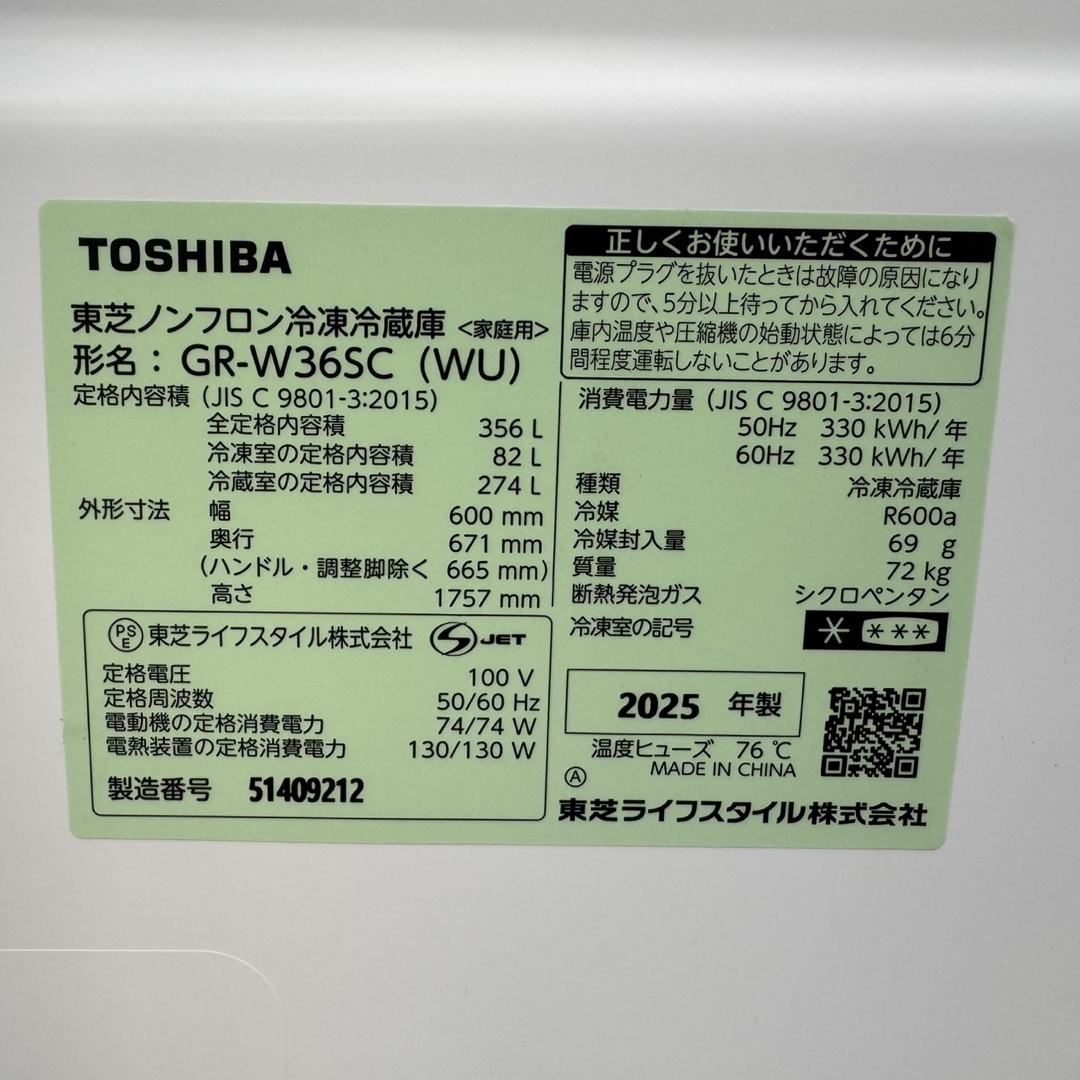 TOSHIBA
東芝ノンフロン冷凍冷蔵庫 <家庭用>
形名： GR-W36SC (WU)
定格内容積 (JIS C 9801-3:2015)
全定格内容積 356 L
冷凍室の定格内容積 82 L
冷蔵室の定格内容積 274 L
外形寸法 幅 600 mm
奥行 671 mm
(ハンドル・調整脚除く 665 mm)
高さ 1757 mm
PS E 東芝ライフスタイル株式会社 S JET
定格電圧 100 V
定格周波数 50/60 Hz
電動機の定格消費電力 74/74 W
電熱装置の定格消費電力 130/130 W
製造番号 51409212
正しくお使いいただくために
電源プラグを抜いたときは故障の原因になり
ますので、5分以上待ってから入れてください。
庫内温度や圧縮機の始動状態によっては6分
間程度運転しないことがあります。
消費電力量 (JIS C 9801-3:2015)
50Hz 330 kWh/年
60Hz 330 kWh/年
種類 冷凍冷蔵庫
冷媒 R600a
冷媒封入量 69 g
質量 72 kg
断熱発泡ガス シクロペンタン
冷凍室の記号 * ***
2025 年製
温度ヒューズ 76 ℃
Ⓐ MADE IN CHINA
東芝ライフスタイル株式会社